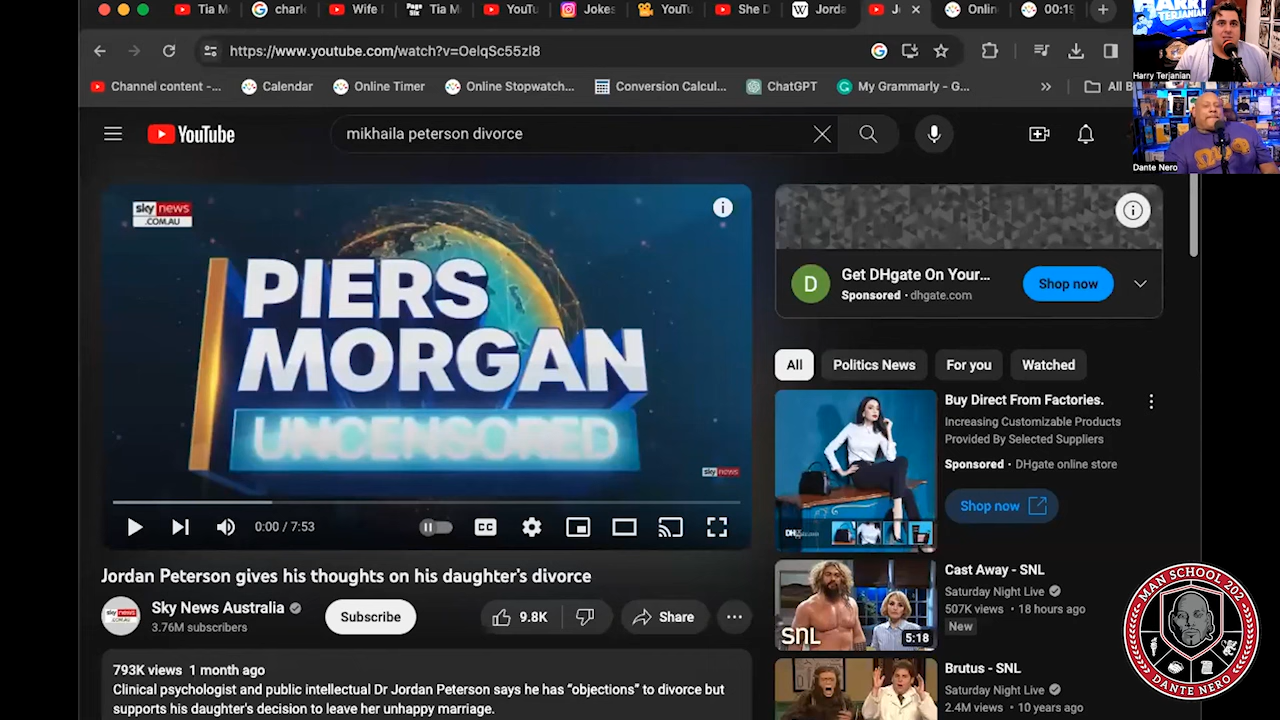 Tia M
charl
Wife I
Page Six
Tia M
YouTu
Jokes
YouTu
She D
W
Jorda
J
Onlin
00:19
https://www.youtube.com/watch?v=OelqSc55zl8
Channel content -...
Calendar
Online Timer
Online Stopwatch...
Conversion Calcul...
ChatGPT
My Grammarly - G...
All B
HARRY
TERJANIAN
Harry Terjanian
Dante Nero
YouTube
mikhaila peterson divorce
sky news
.COM.AU
PIERS
MORGAN
UNCENSORED
sky news
0:00 / 7:53
CC
D
Get DHgate On Your...
Sponsored · dhgate.com
Shop now
All
Politics News
For you
Watched
Buy Direct From Factories.
Increasing Customizable Products
Provided By Selected Suppliers
Sponsored · DHgate online store
Shop now
Jordan Peterson gives his thoughts on his daughter's divorce
sky news
Sky News Australia
3.76M subscribers
Subscribe
9.8K
Share
793K views 1 month ago
Clinical psychologist and public intellectual Dr Jordan Peterson says he has “objections” to divorce but
supports his daughter's decision to leave her unhappy marriage.
SNL
5:18
Cast Away - SNL
Saturday Night Live
507K views · 18 hours ago
New
Brutus - SNL
Saturday Night Live
2.4M views · 10 years ago
MAN SCHOOL 202
DANTE NERO